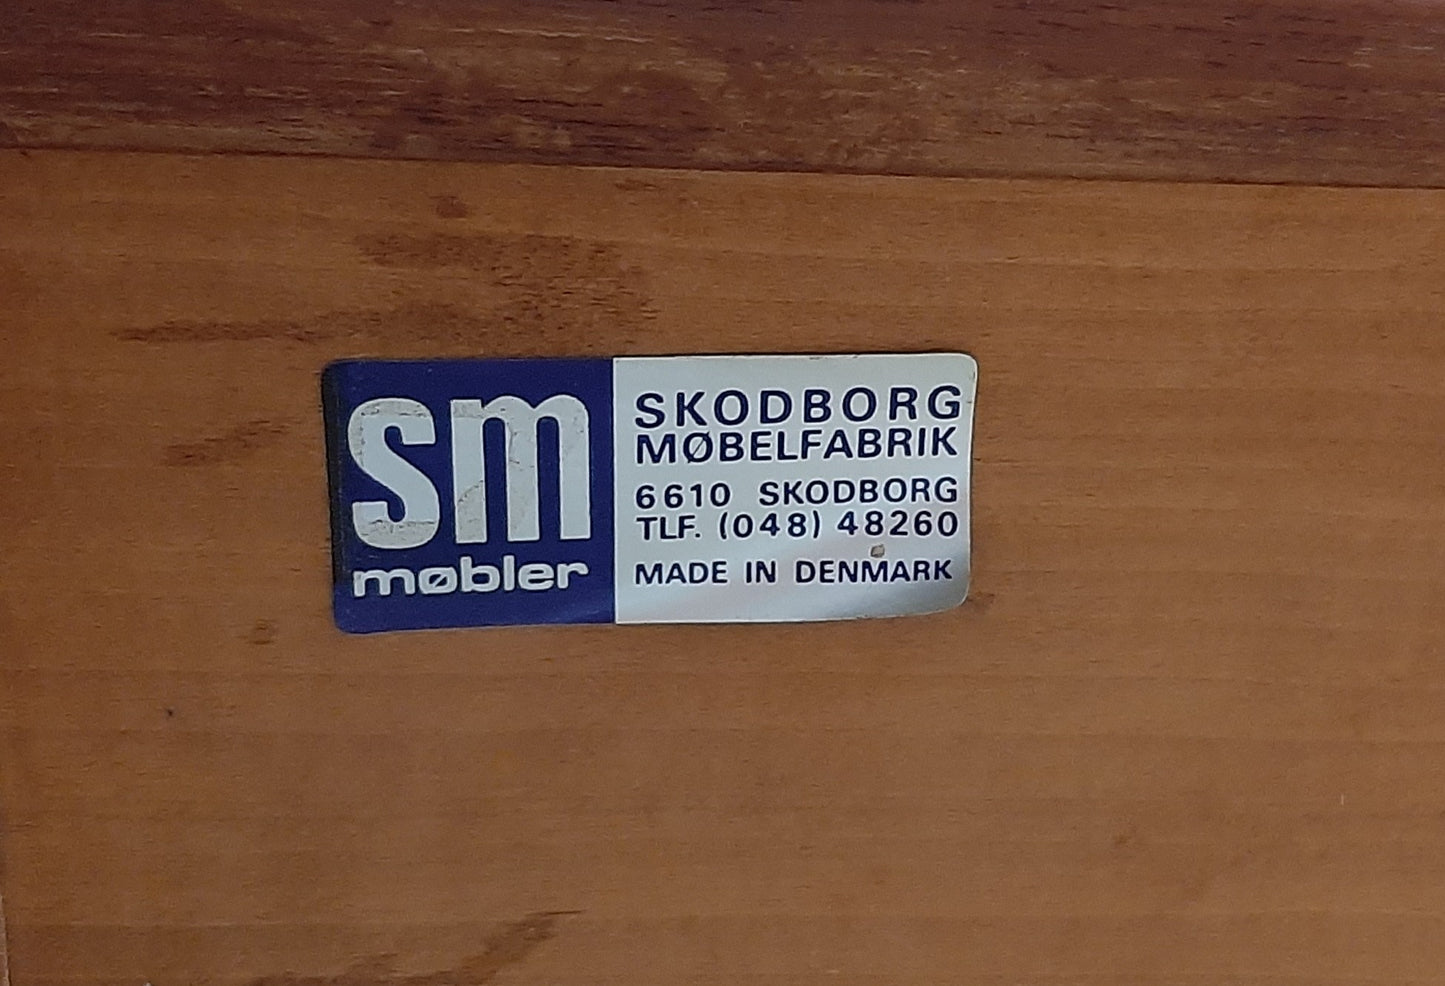 sm
møbler
SKODBORG
MØBELFABRIK
6610 SKODBORG
TLF. (048) 48260
MADE IN DENMARK